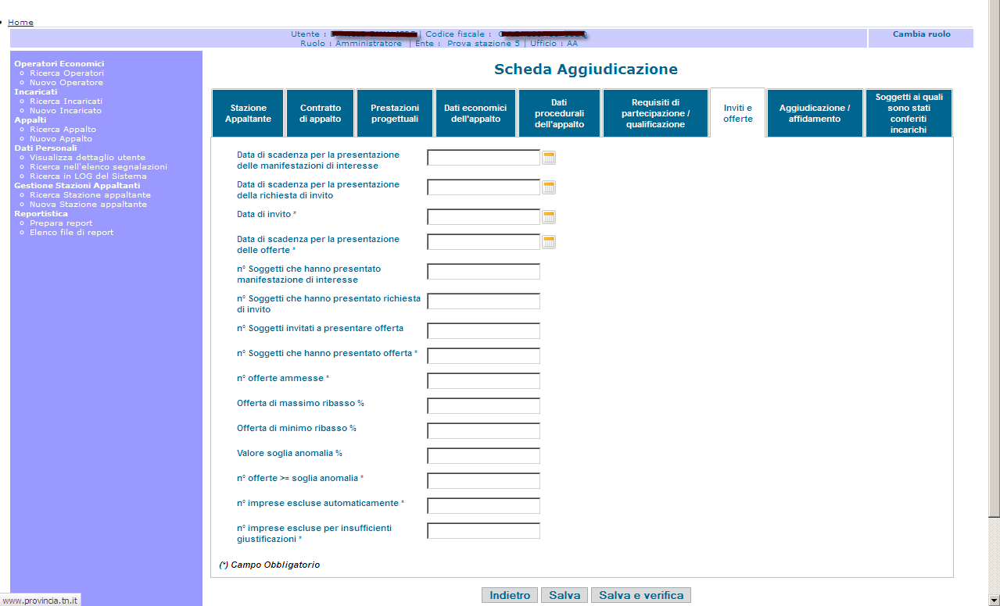 Home
Utente : | Codice fiscale :
Ruolo : Amministratore | Ente : Prova stazione 5 | Ufficio : AA
Cambia ruolo
Operatori Economici
Ricerca Operatori
Nuovo Operatore
Incaricati
Ricerca Incaricati
Nuovo Incaricato
Appalti
Ricerca Appalto
Nuovo Appalto
Dati Personali
Visualizza dettaglio utente
Ricerca nell'elenco segnalazioni
Ricerca in LOG del Sistema
Gestione Stazioni Appaltanti
Ricerca Stazione appaltante
Nuova Stazione appaltante
Reportistica
Prepara report
Elenco file di report
Scheda Aggiudicazione
Stazione
Appaltante
Contratto
di appalto
Prestazioni
progettuali
Dati economici
dell'appalto
Dati
procedurali
dell'appalto
Requisiti di
partecipazione /
qualificazione
Inviti e
offerte
Aggiudicazione /
affidamento
Soggetti ai quali
sono stati
conferiti
incarichi
Data di scadenza per la presentazione
delle manifestazioni di interesse
Data di scadenza per la presentazione
della richiesta di invito
Data di invito *
Data di scadenza per la presentazione
delle offerte *
n° Soggetti che hanno presentato
manifestazione di interesse
n° Soggetti che hanno presentato richiesta
di invito
n° Soggetti invitati a presentare offerta
n° Soggetti che hanno presentato offerta *
n° offerte ammesse *
Offerta di massimo ribasso %
Offerta di minimo ribasso %
Valore soglia anomalia %
n° offerte >= soglia anomalia *
n° imprese escluse automaticamente *
n° imprese escluse per insufficienti
giustificazioni *
(*) Campo Obbligatorio
Indietro
Salva
Salva e verifica
www.provincia.tn.it